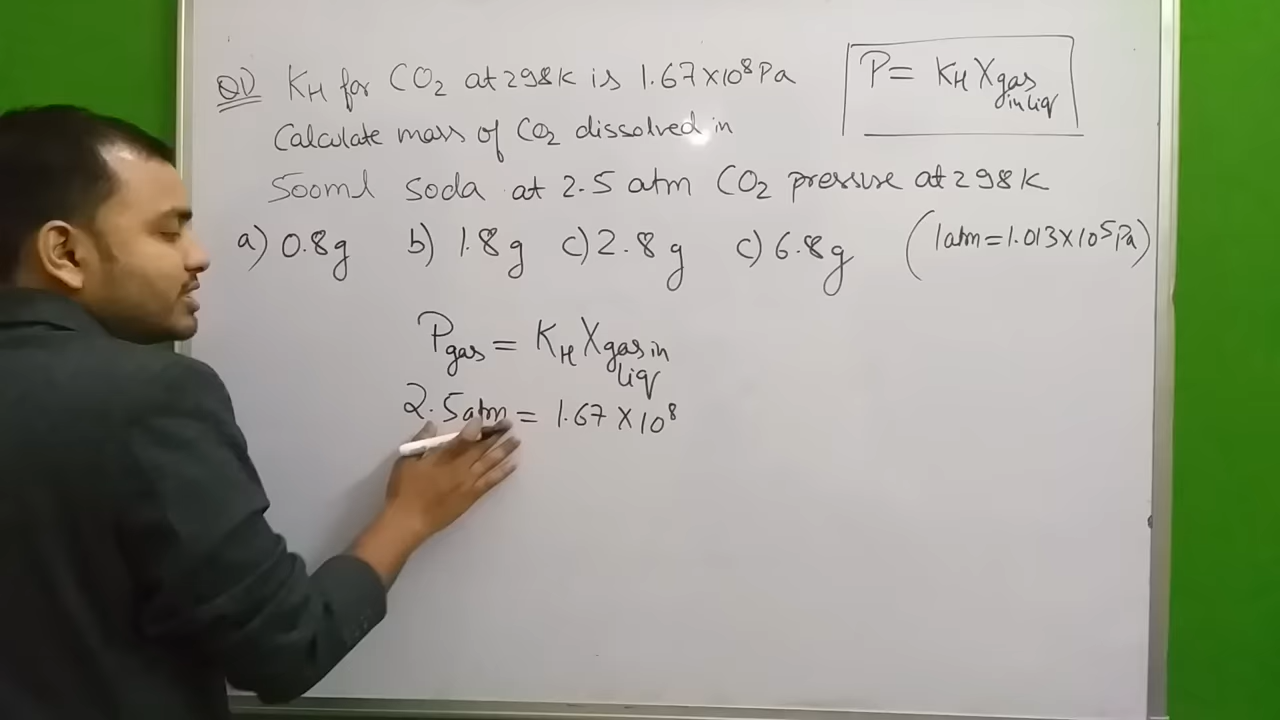 Q1) KH for CO2 at 298K is 1.67×10⁸ Pa
Calculate mass of CO2 dissolved in
500ml soda at 2.5 atm CO2 pressure at 298K
a) 0.8g b) 1.8g c) 2.8g c) 6.8g (1atm=1.013×10⁵Pa)
P= KH Xgas in liq
Pgas = KH Xgas in liq
2.5atm = 1.67×10⁸